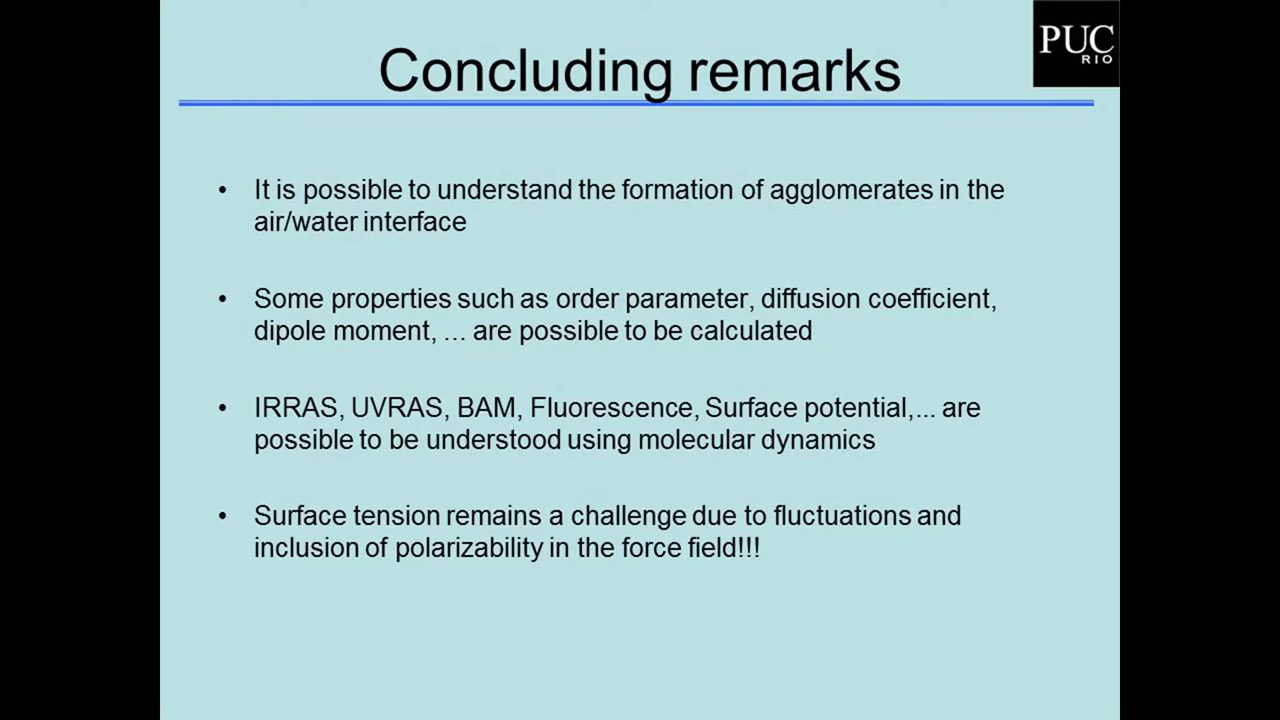 PUC
RIO
Concluding remarks
• It is possible to understand the formation of agglomerates in the
air/water interface
• Some properties such as order parameter, diffusion coefficient,
dipole moment, ... are possible to be calculated
• IRRAS, UVRAS, BAM, Fluorescence, Surface potential,... are
possible to be understood using molecular dynamics
• Surface tension remains a challenge due to fluctuations and
inclusion of polarizability in the force field!!!